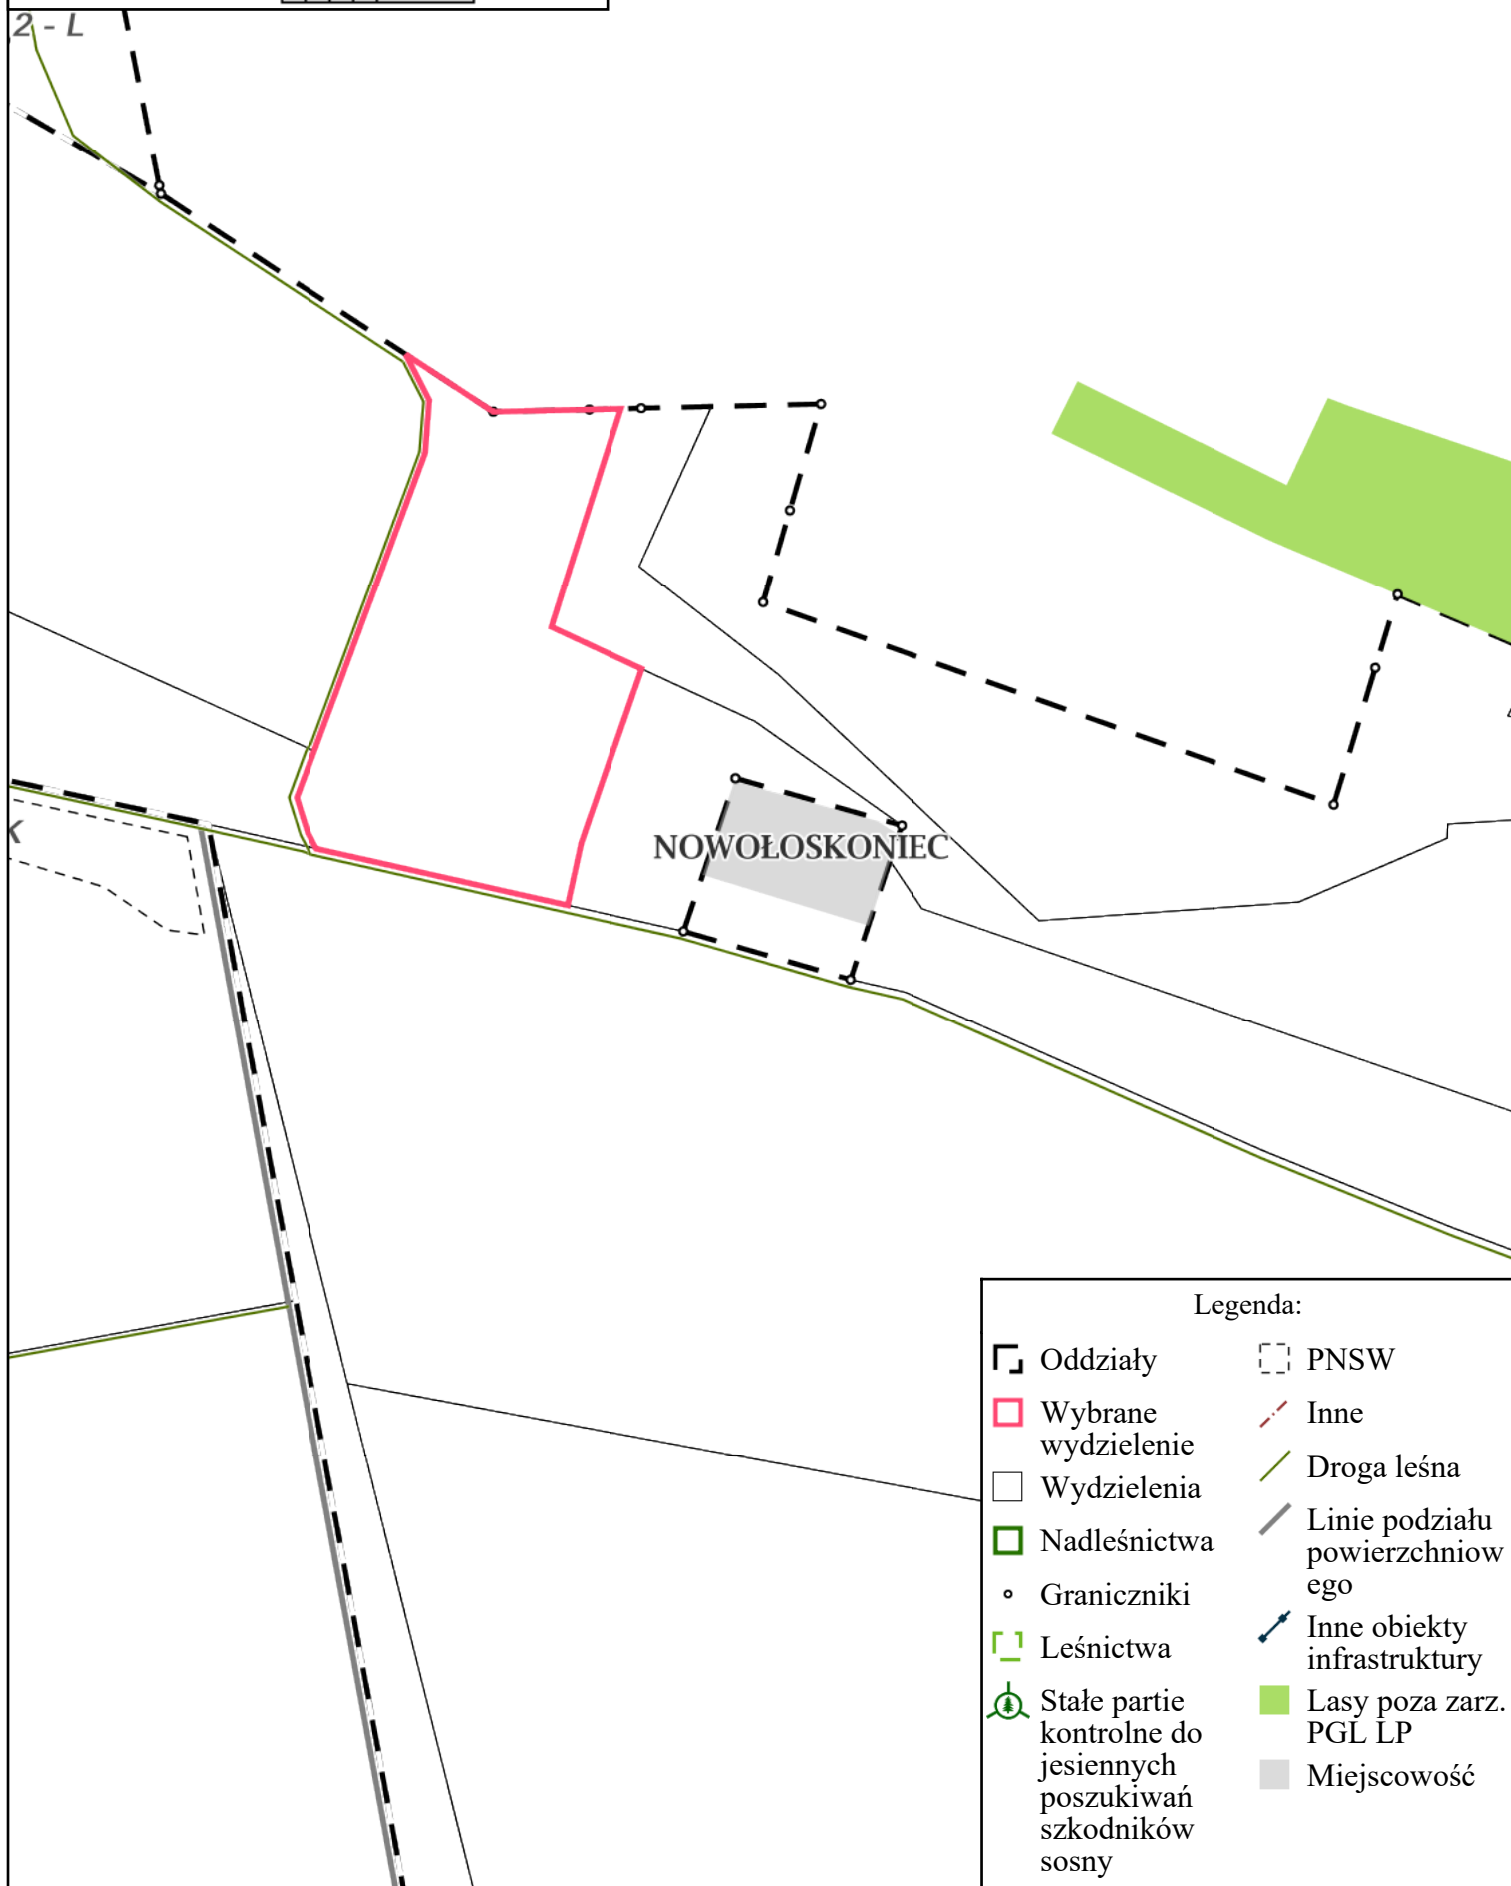 2 - L
K
NOWOŁOSKONIEC
Legenda:
Oddziały
Wybrane
wydzielenie
Wydzielenia
Nadleśnictwa
Graniczniki
Leśnictwa
Stałe partie
kontrolne do
jesiennych
poszukiwań
szkodników
sosny
PNSW
Inne
Droga leśna
Linie podziału
powierzchniow
ego
Inne obiekty
infrastruktury
Lasy poza zarz.
PGL LP
Miejscowość